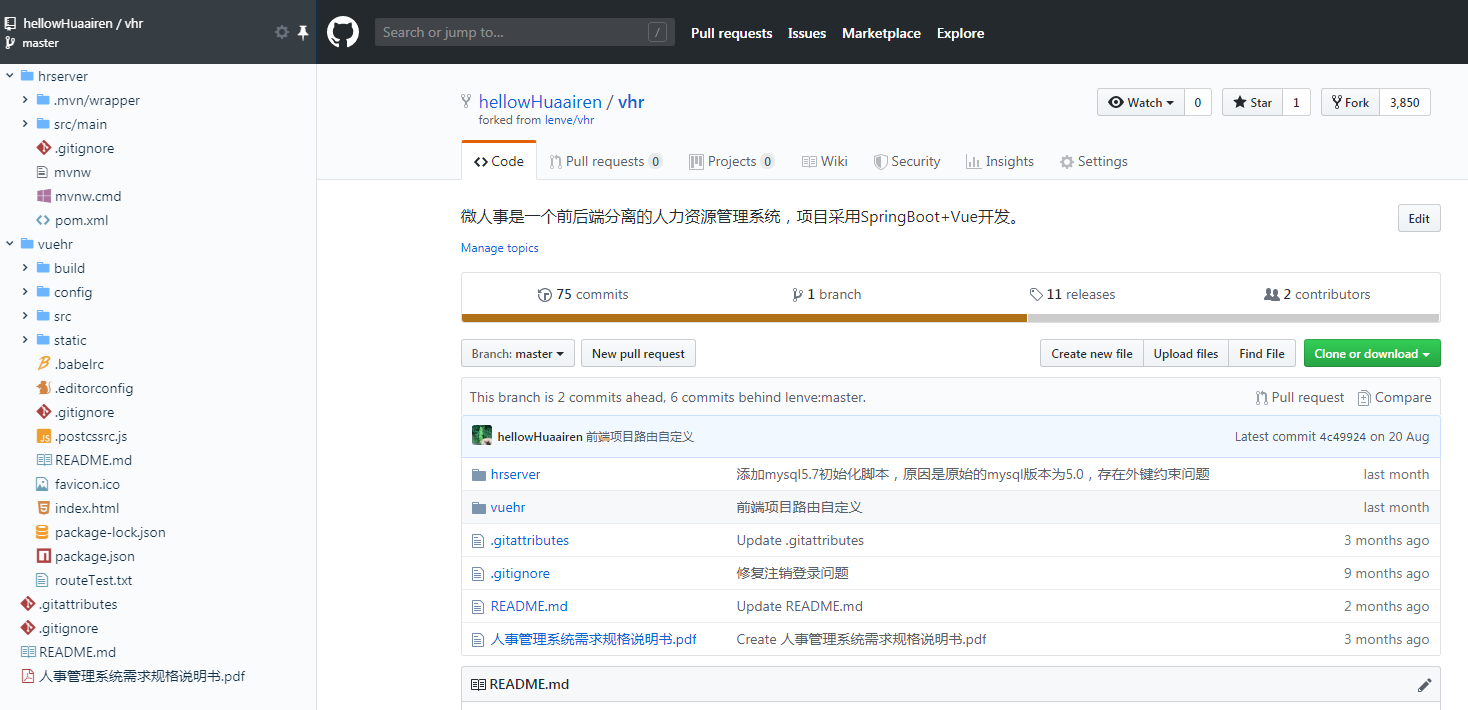 hellowHuaairen / vhr
master
hrserver
.mvn/wrapper
src/main
.gitignore
mvnw
mvnw.cmd
pom.xml
vuehr
build
config
src
static
.babelrc
.editorconfig
.gitignore
.postcssrc.js
README.md
favicon.ico
index.html
package-lock.json
package.json
routeTest.txt
.gitattributes
.gitignore
README.md
人事管理系统需求规格说明书.pdf
Search or jump to… / Pull requests Issues Marketplace Explore
hellowHuaairen / vhr Watch 0 Star 1 Fork 3,850
forked from lenve/vhr
Code Pull requests 0 Projects 0 Wiki Security Insights Settings
微人事是一个前后端分离的人力资源管理系统，项目采用SpringBoot+Vue开发。 Edit
Manage topics
75 commits 1 branch 11 releases 2 contributors
Branch: master New pull request Create new file Upload files Find File Clone or download
This branch is 2 commits ahead, 6 commits behind lenve:master. Pull request Compare
hellowHuaairen 前端项目路由自定义 Latest commit 4c49924 on 20 Aug
hrserver 添加mysql5.7初始化脚本，原因是原始的mysql版本为5.0，存在外键约束问题 last month
vuehr 前端项目路由自定义 last month
.gitattributes Update .gitattributes 3 months ago
.gitignore 修复注销登录问题 9 months ago
README.md Update README.md 2 months ago
人事管理系统需求规格说明书.pdf Create 人事管理系统需求规格说明书.pdf 3 months ago
README.md